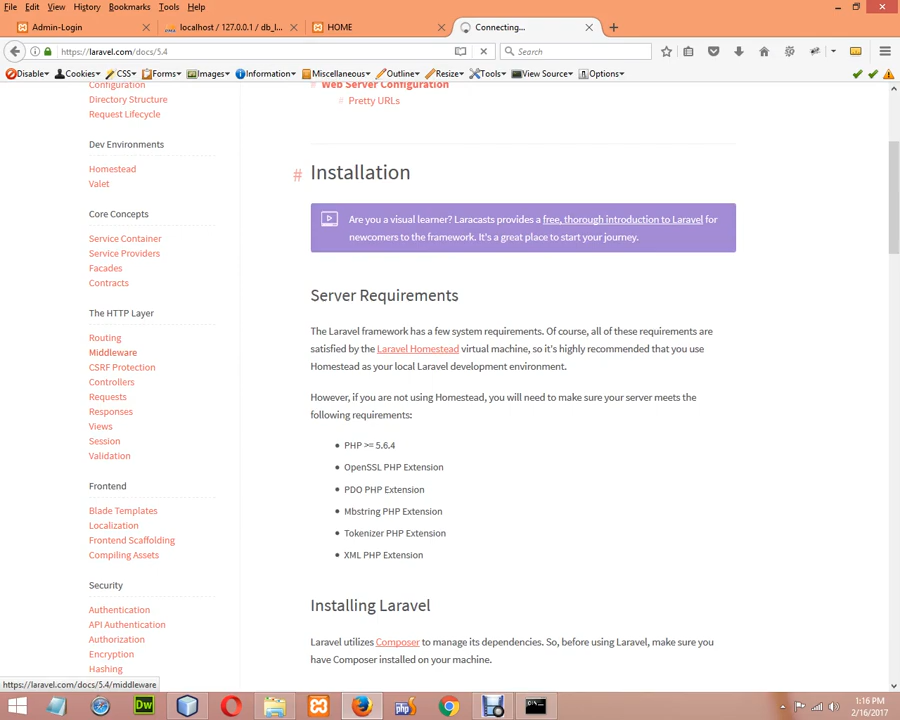 File Edit View History Bookmarks Tools Help
Admin-Login
localhost / 127.0.0.1 / db_l...
HOME
Connecting...
https://laravel.com/docs/5.4
Search
Disable Cookies CSS Forms Images Information Miscellaneous Outline Resize Tools View Source Options
Configuration
Directory Structure
Request Lifecycle
Dev Environments
Homestead
Valet
Core Concepts
Service Container
Service Providers
Facades
Contracts
The HTTP Layer
Routing
Middleware
CSRF Protection
Controllers
Requests
Responses
Views
Session
Validation
Frontend
Blade Templates
Localization
Frontend Scaffolding
Compiling Assets
Security
Authentication
API Authentication
Authorization
Encryption
Hashing
https://laravel.com/docs/5.4/middleware
# Web Server Configuration
# Pretty URLs
# Installation
Are you a visual learner? Laracasts provides a free, thorough introduction to Laravel for
newcomers to the framework. It's a great place to start your journey.
Server Requirements
The Laravel framework has a few system requirements. Of course, all of these requirements are
satisfied by the Laravel Homestead virtual machine, so it's highly recommended that you use
Homestead as your local Laravel development environment.
However, if you are not using Homestead, you will need to make sure your server meets the
following requirements:
• PHP >= 5.6.4
• OpenSSL PHP Extension
• PDO PHP Extension
• Mbstring PHP Extension
• Tokenizer PHP Extension
• XML PHP Extension
Installing Laravel
Laravel utilizes Composer to manage its dependencies. So, before using Laravel, make sure you
have Composer installed on your machine.
Dw
php
1:16 PM
2/16/2017